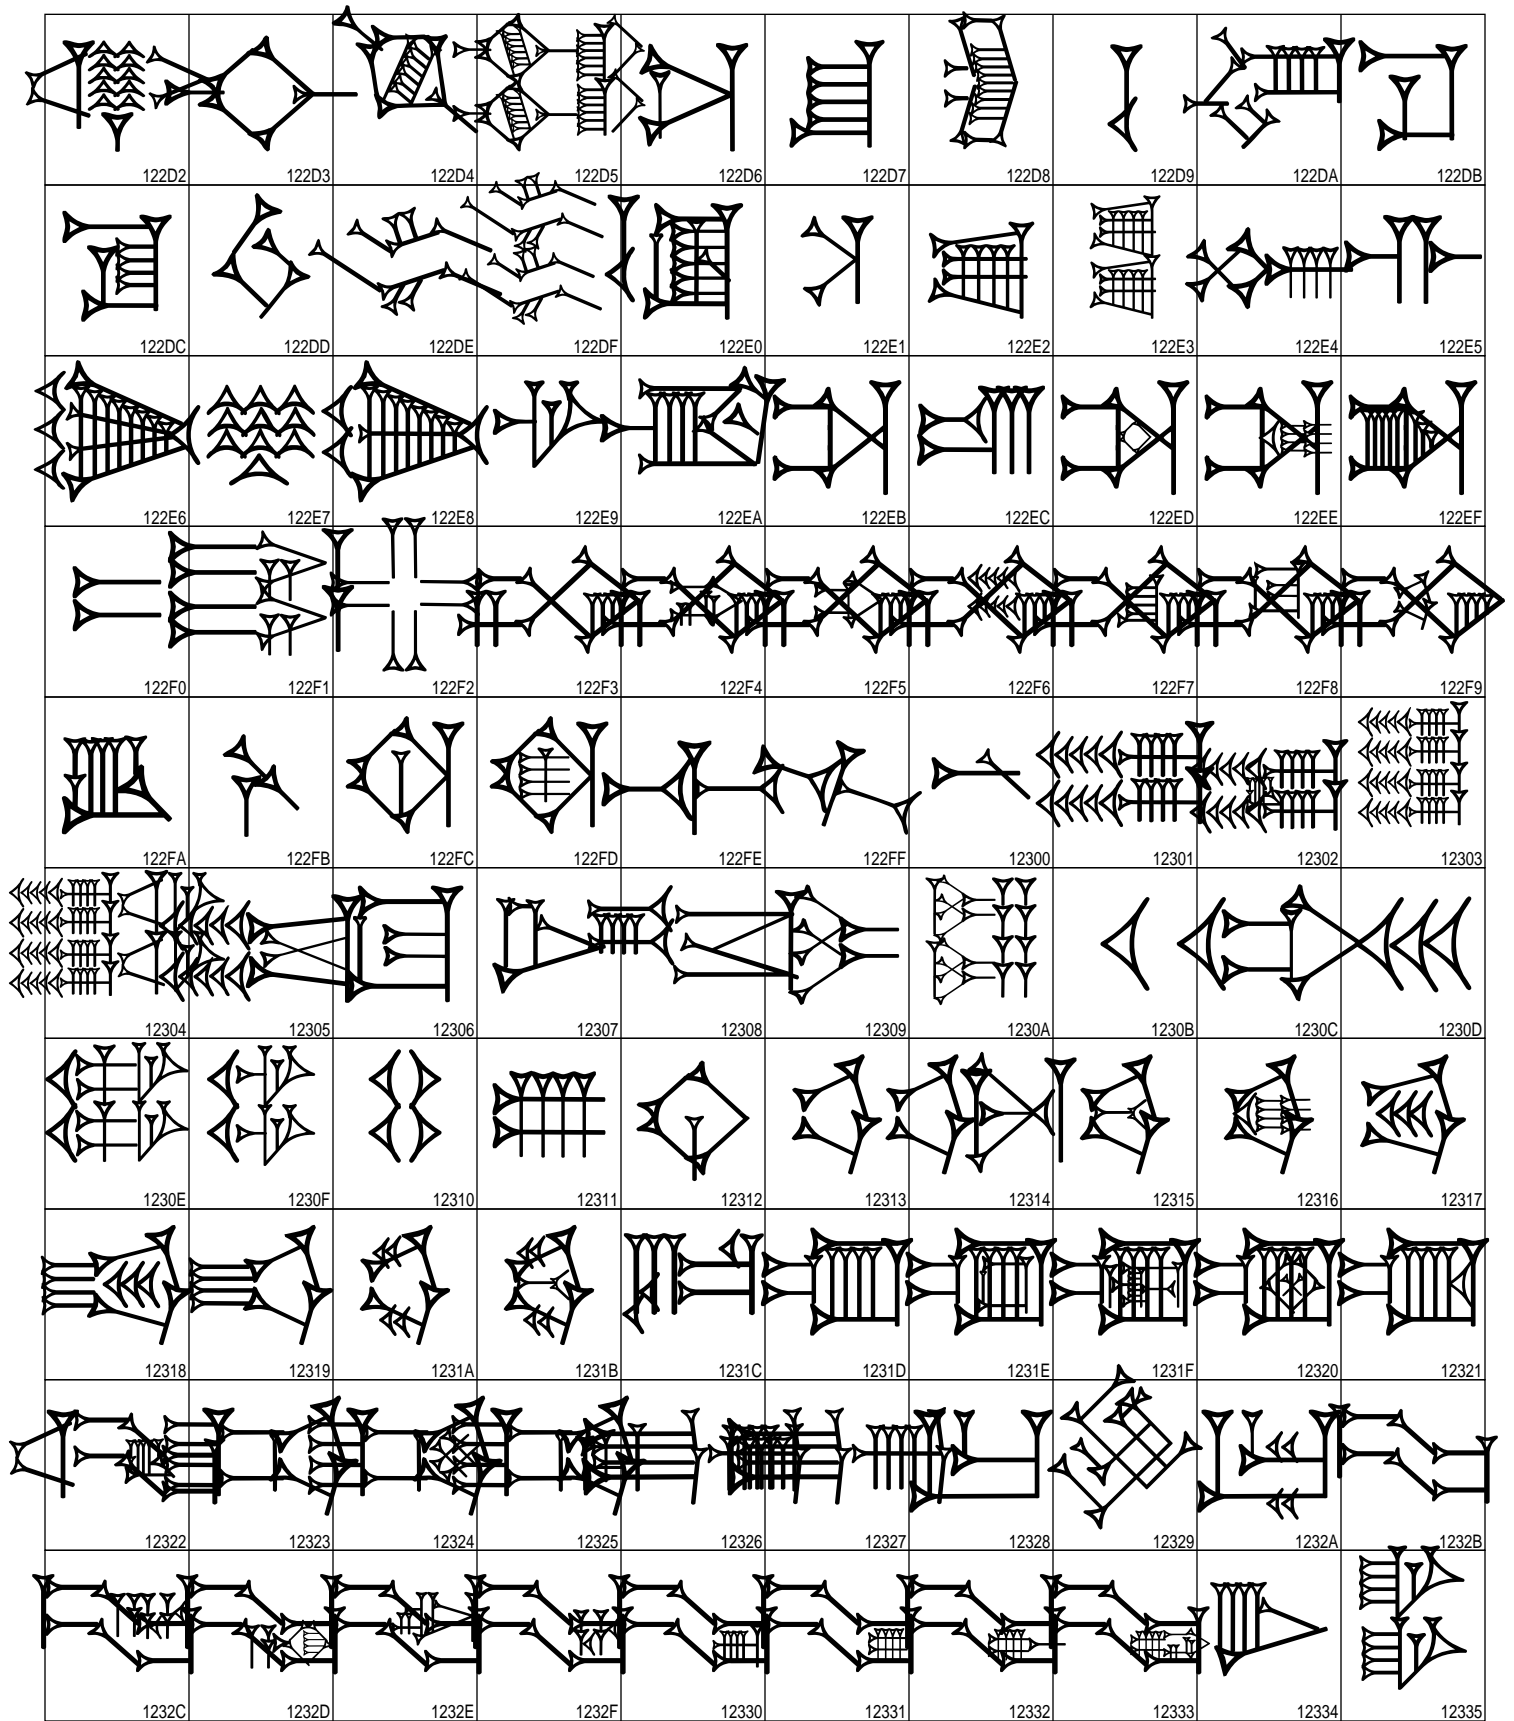 𒋒 𒋓 𒋔 𒋕 𒋖 𒋗 𒋘 𒋙 𒋚 𒋛
122D2 122D3 122D4 122D5 122D6 122D7 122D8 122D9 122DA 122DB
𒋜 𒋝 𒋞 𒋟 𒋠 𒋡 𒋢 𒋣 𒋤 𒋥
122DC 122DD 122DE 122DF 122E0 122E1 122E2 122E3 122E4 122E5
𒋦 𒋧 𒋨 𒋩 𒋪 𒋫 𒋬 𒋭 𒋮 𒋯
122E6 122E7 122E8 122E9 122EA 122EB 122EC 122ED 122EE 122EF
𒋰 𒋱 𒋲 𒋳 𒋴 𒋵 𒋶 𒋷 𒋸 𒋹
122F0 122F1 122F2 122F3 122F4 122F5 122F6 122F7 122F8 122F9
𒋺 𒋻 𒋼 𒋽 𒋾 𒋿 𒌀 𒌁 𒌂 𒌃
122FA 122FB 122FC 122FD 122FE 122FF 12300 12301 12302 12303
𒌄 𒌅 𒌆 𒌇 𒌈 𒌉 𒌊 𒌋 𒌌 𒌍
12304 12305 12306 12307 12308 12309 1230A 1230B 1230C 1230D
𒌎 𒌏 𒌐 𒌑 𒌒 𒌓 𒌔 𒌕 𒌖 𒌗
1230E 1230F 12310 12311 12312 12313 12314 12315 12316 12317
𒌘 𒌙 𒌚 𒌛 𒌜 𒌝 𒌞 𒌟 𒌠 𒌡
12318 12319 1231A 1231B 1231C 1231D 1231E 1231F 12320 12321
𒌢 𒌣 𒌤 𒌥 𒌦 𒌧 𒌨 𒌩 𒌪 𒌫
12322 12323 12324 12325 12326 12327 12328 12329 1232A 1232B
𒌬 𒌭 𒌮 𒌯 𒌰 𒌱 𒌲 𒌳 𒌴 𒌵
1232C 1232D 1232E 1232F 12330 12331 12332 12333 12334 12335